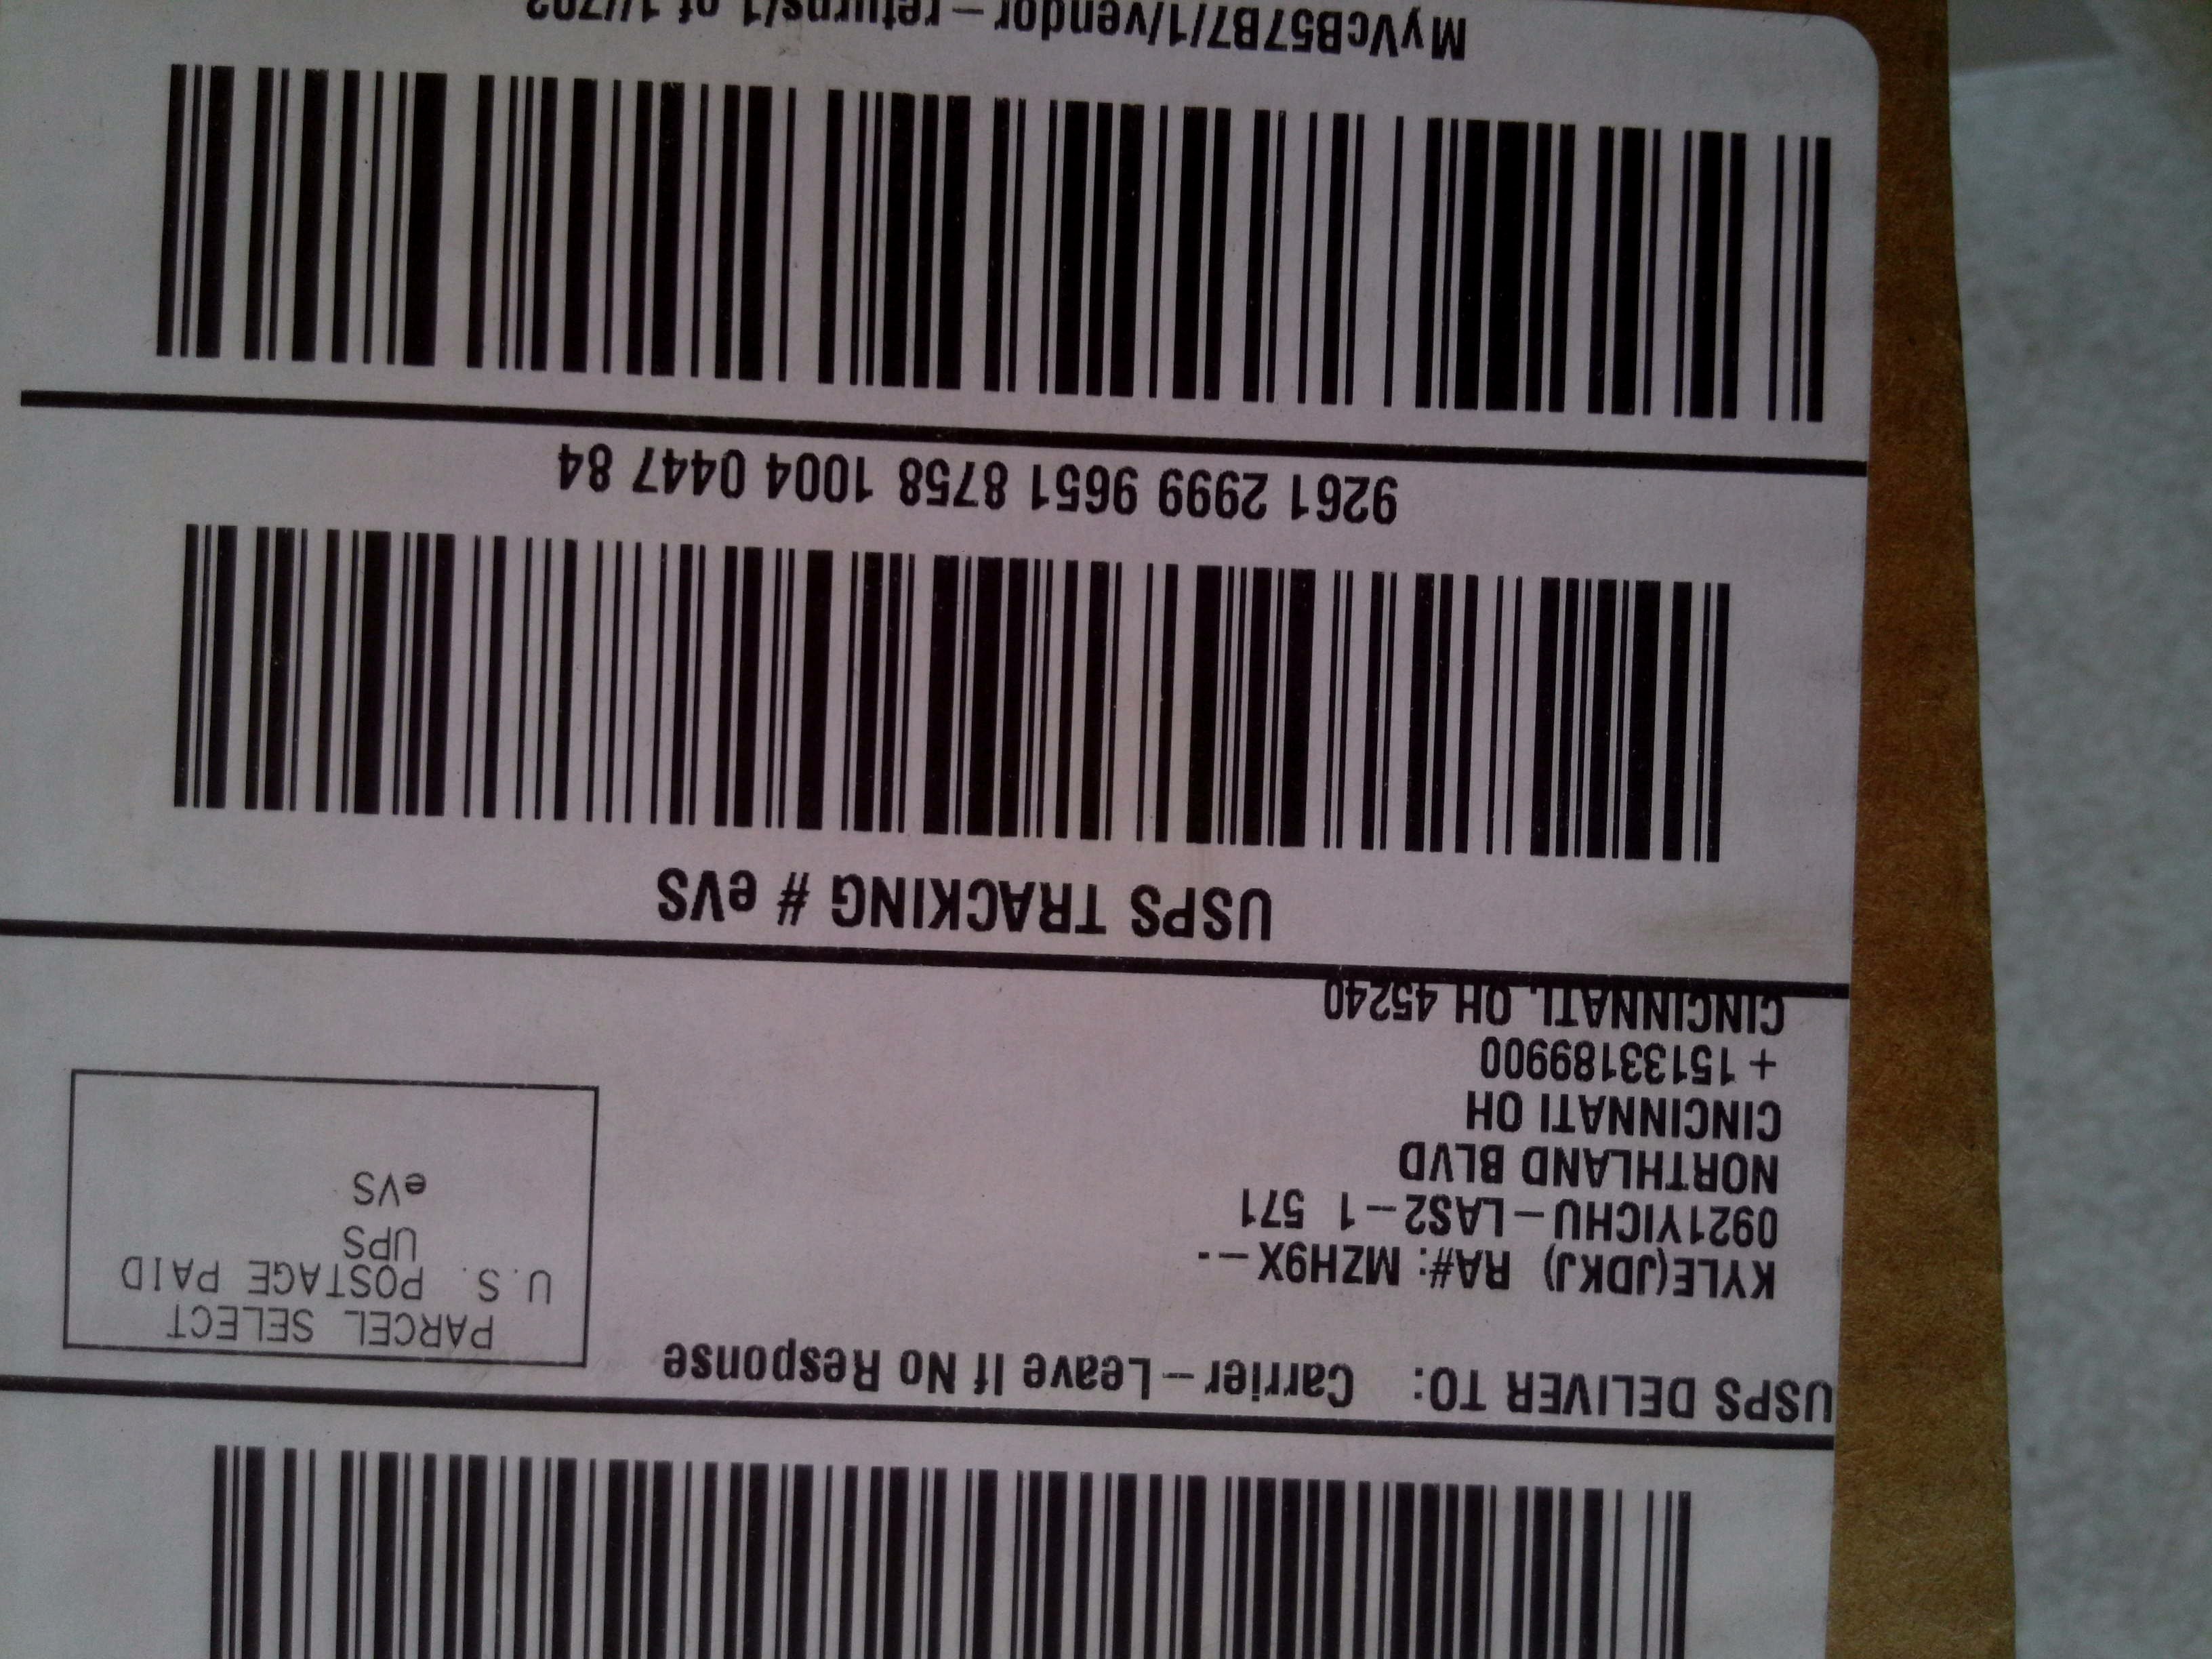 USPS DELIVER TO: Carrier – Leave If No Response
KYLE(JDKJ) RA#: MZH9X--
0921YICHU-LAS2-1 571
NORTHLAND BLVD
CINCINNATI OH
+15133189900
CINCINNATI, OH 45240
PARCEL SELECT
U.S. POSTAGE PAID
UPS
eVS
USPS TRACKING # eVS
9261 2999 9651 8758 1004 0447 84
MyVcB57B7/1/vendor-returns/1 of 1//702